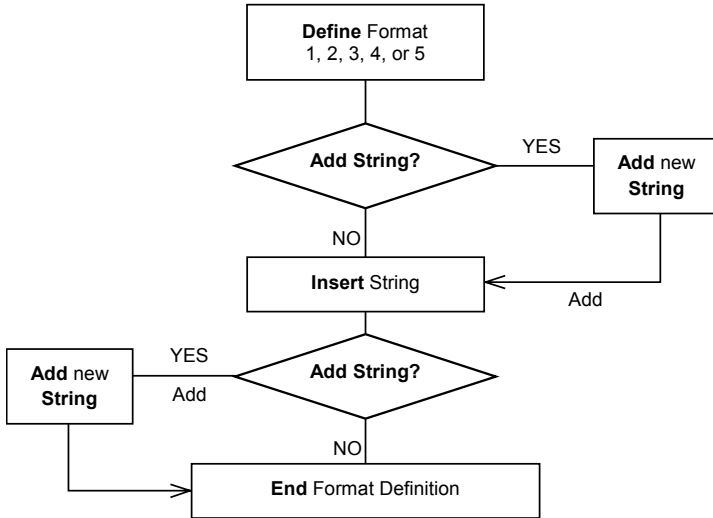 Define Format
1, 2, 3, 4, or 5
Add String?
YES
Add new
String
NO
Insert String
Add
Add String?
YES
Add
Add new
String
NO
End Format Definition